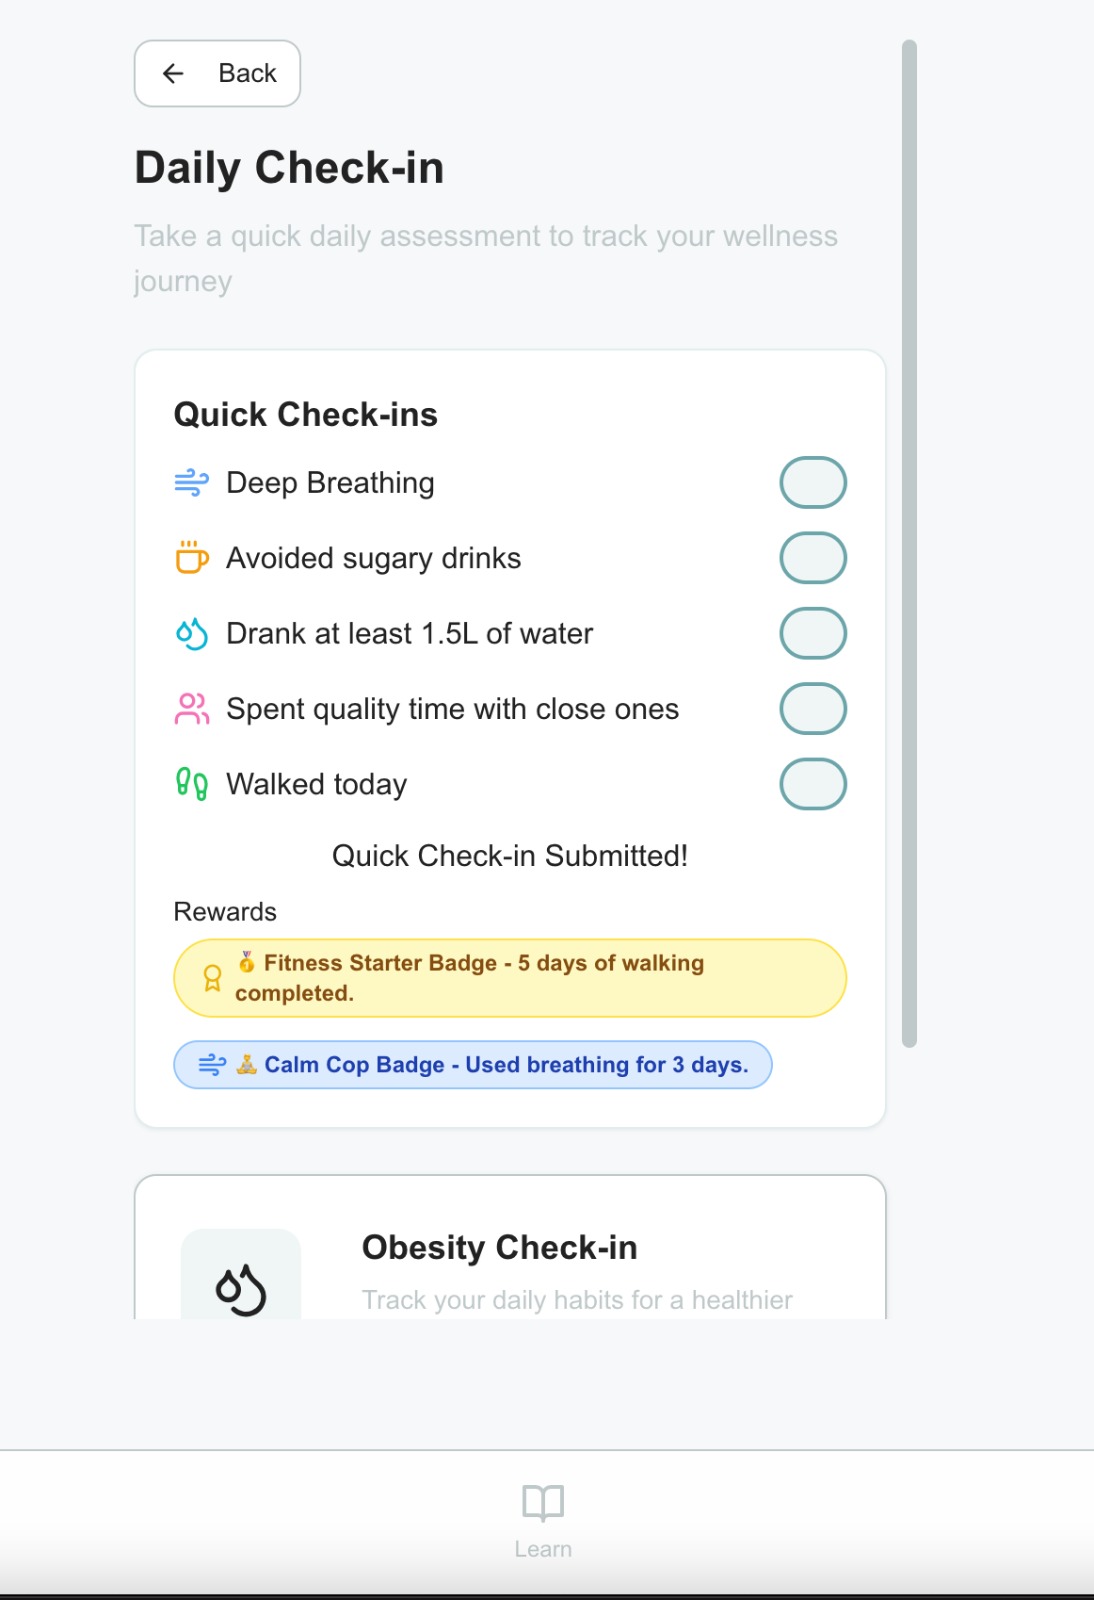 Back
Daily Check-in
Take a quick daily assessment to track your wellness
journey
Quick Check-ins
Deep Breathing
Avoided sugary drinks
Drank at least 1.5L of water
Spent quality time with close ones
Walked today
Quick Check-in Submitted!
Rewards
🏅 Fitness Starter Badge - 5 days of walking
completed.
🧘 Calm Cop Badge - Used breathing for 3 days.
Obesity Check-in
Track your daily habits for a healthier
Learn